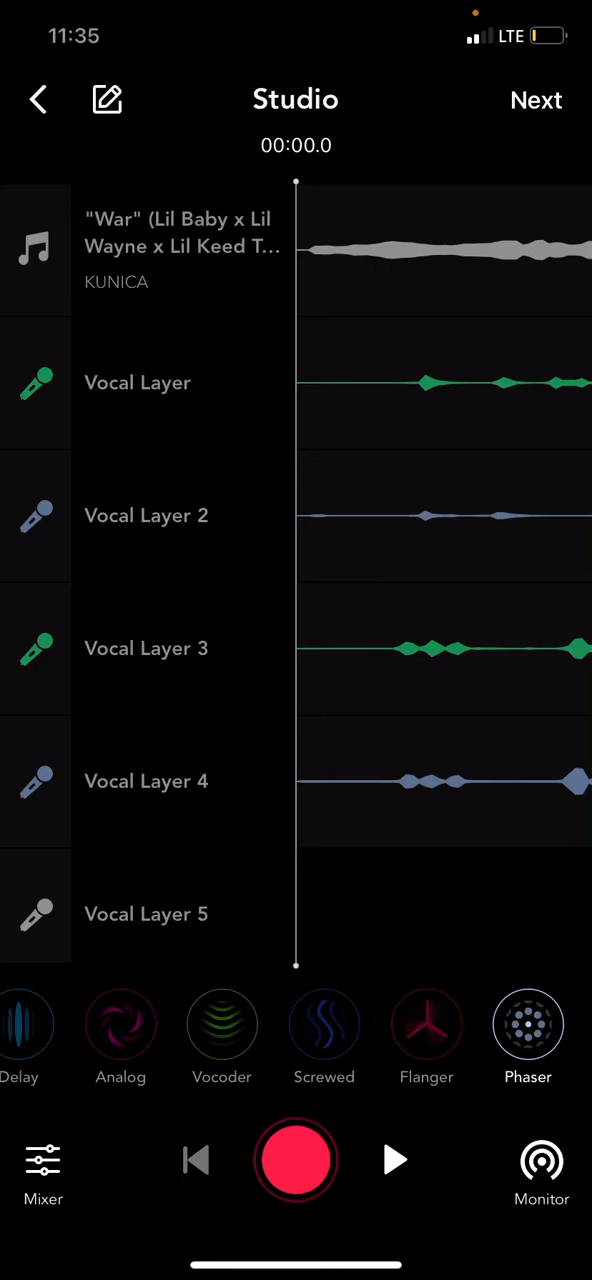 11:35
LTE
Studio
Next
00:00.0
"War" (Lil Baby x Lil
Wayne x Lil Keed T...
KUNICA
Vocal Layer
Vocal Layer 2
Vocal Layer 3
Vocal Layer 4
Vocal Layer 5
Delay
Analog
Vocoder
Screwed
Flanger
Phaser
Mixer
Monitor